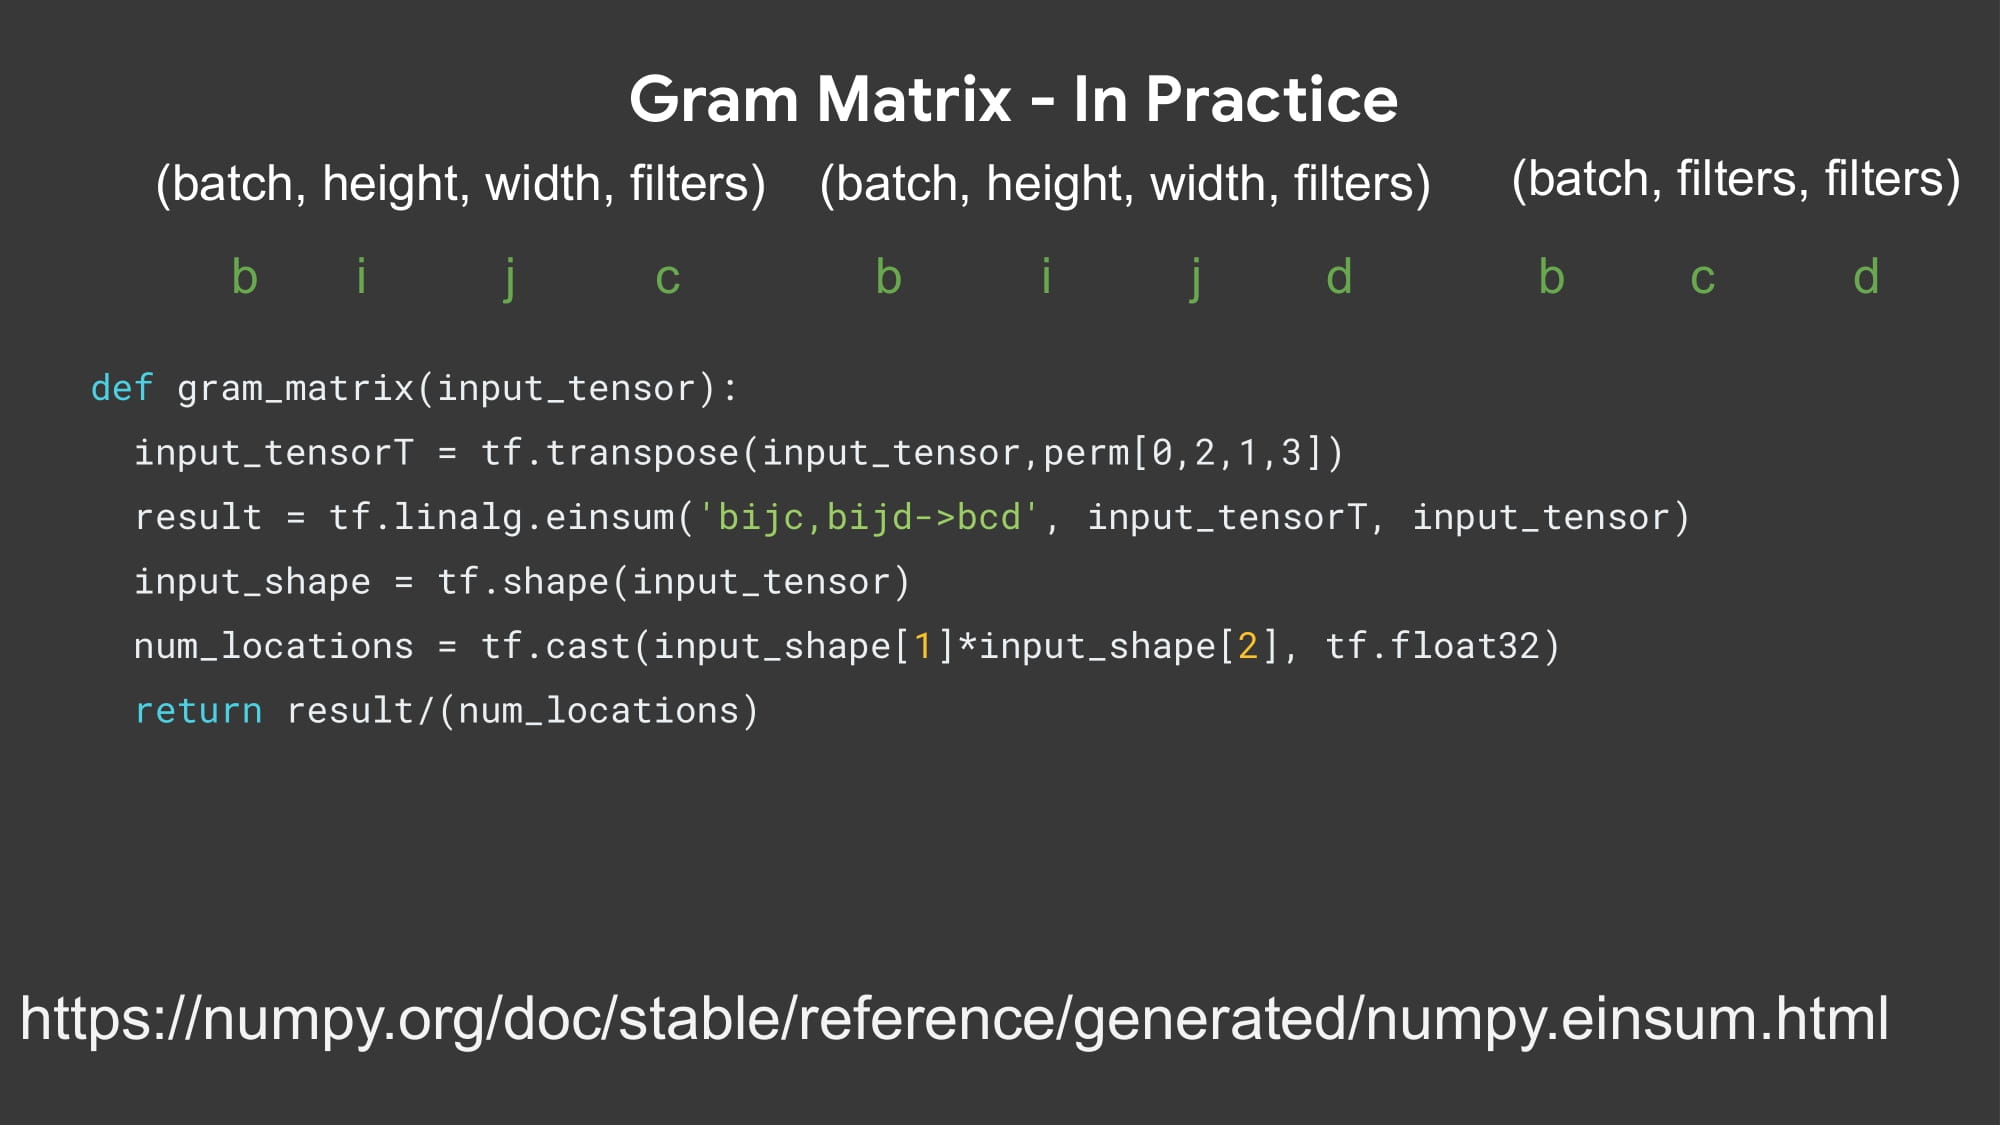 Gram Matrix - In Practice
(batch, height, width, filters) (batch, height, width, filters) (batch, filters, filters)
b i j c b i j d b c d
def gram_matrix(input_tensor):
  input_tensorT = tf.transpose(input_tensor,perm[0,2,1,3])
  result = tf.linalg.einsum('bijc,bijd->bcd', input_tensorT, input_tensor)
  input_shape = tf.shape(input_tensor)
  num_locations = tf.cast(input_shape[1]*input_shape[2], tf.float32)
  return result/(num_locations)
https://numpy.org/doc/stable/reference/generated/numpy.einsum.html